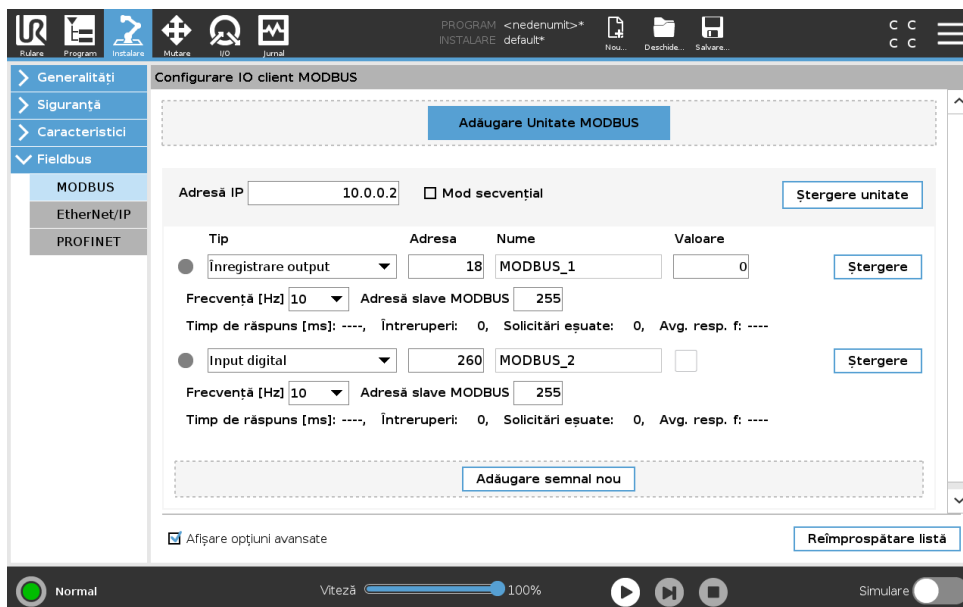 UR
Rulare Program Instalare Mutare I/O Jurnal
PROGRAM <nedenumit>*
INSTALARE default*
Nou... Deschide... Salvare...
C C
C C
Generalități
Siguranță
Caracteristici
Fieldbus
MODBUS
EtherNet/IP
PROFINET
Configurare IO client MODBUS
Adăugare Unitate MODBUS
Adresă IP 10.0.0.2 Mod secvențial Ștergere unitate
Tip Adresa Nume Valoare
Înregistrare output 18 MODBUS_1 0 Ștergere
Frecvență [Hz] 10 Adresă slave MODBUS 255
Timp de răspuns [ms]: ----, Întreruperi: 0, Solicitări eșuate: 0, Avg. resp. f: ----
Input digital 260 MODBUS_2 Ștergere
Frecvență [Hz] 10 Adresă slave MODBUS 255
Timp de răspuns [ms]: ----, Întreruperi: 0, Solicitări eșuate: 0, Avg. resp. f: ----
Adăugare semnal nou
Afișare opțiuni avansate Reîmprospătare listă
Normal Viteză 100% Simulare